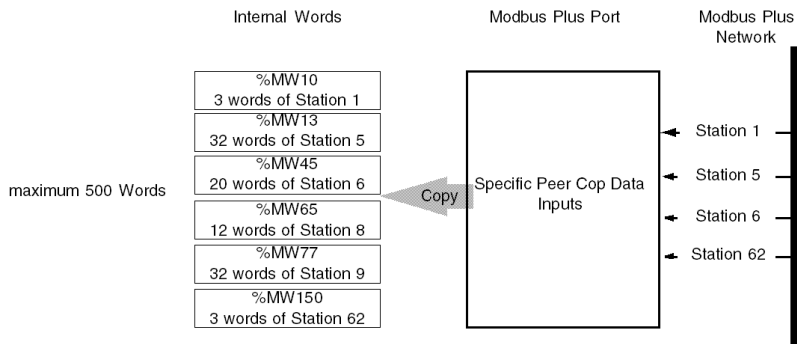 Internal Words
Modbus Plus Port
Modbus Plus
Network
%MW10
3 words of Station 1
%MW13
32 words of Station 5
%MW45
20 words of Station 6
%MW65
12 words of Station 8
%MW77
32 words of Station 9
%MW150
3 words of Station 62
maximum 500 Words
Copy
Specific Peer Cop Data
Inputs
Station 1
Station 5
Station 6
Station 62